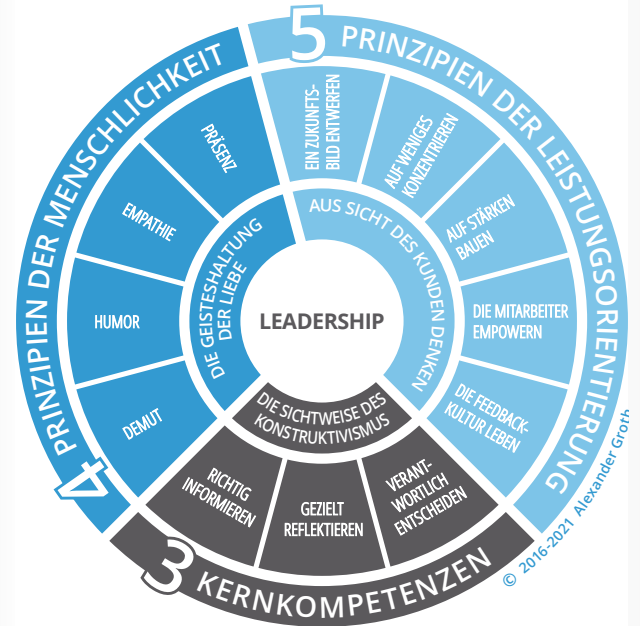 5 PRINZIPIEN DER LEISTUNGSORIENTIERUNG
EIN ZUKUNFTS-
BILD ENTWERFEN
AUF WENIGES
KONZENTRIEREN
AUF STÄRKEN
BAUEN
DIE MITARBEITER
EMPOWERN
DIE FEEDBACK-
KULTUR LEBEN
AUS SICHT DES KUNDEN DENKEN
4 PRINZIPIEN DER MENSCHLICHKEIT
PRÄSENZ
EMPATHIE
HUMOR
DEMUT
DIE GEISTESHALTUNG
DER LIEBE
LEADERSHIP
DIE SICHTWEISE DES
KONSTRUKTIVISMUS
RICHTIG
INFORMIEREN
GEZIELT
REFLEKTIEREN
VERANT-
WORTLICH
ENTSCHEIDEN
3 KERNKOMPETENZEN
© 2016-2021 Alexander Groth